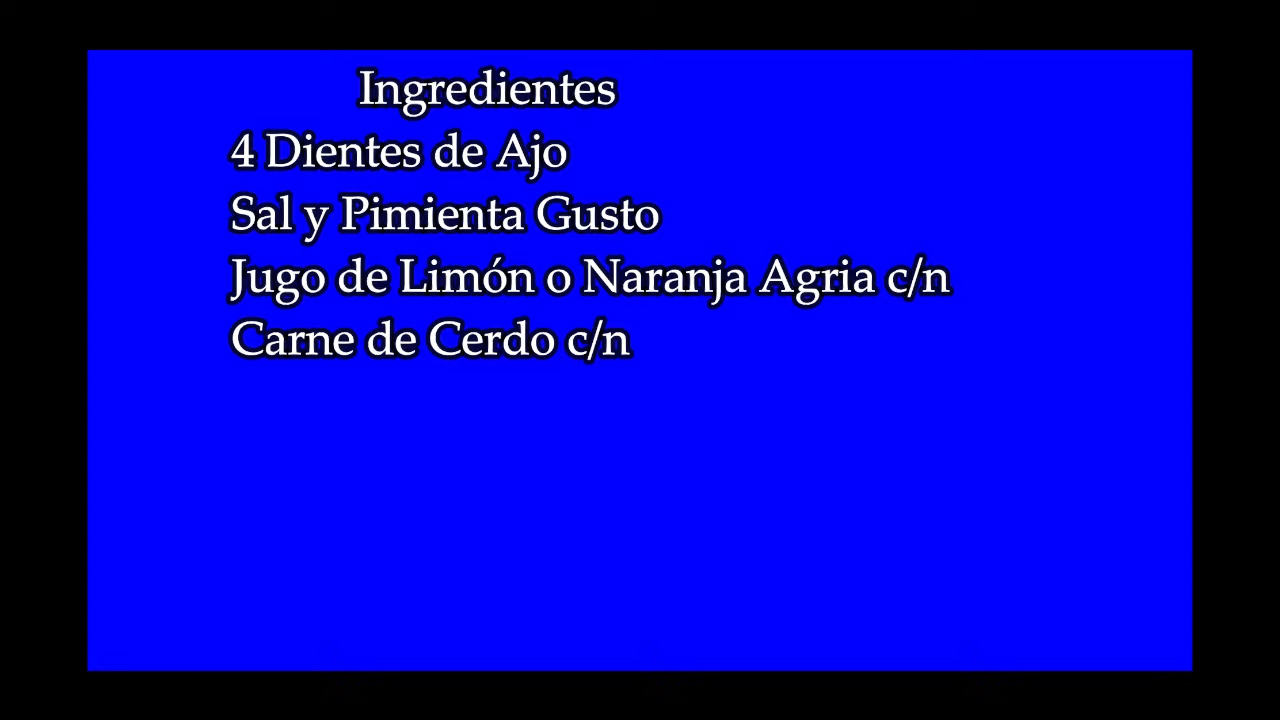 Ingredientes
4 Dientes de Ajo
Sal y Pimienta Gusto
Jugo de Limón o Naranja Agria c/n
Carne de Cerdo c/n